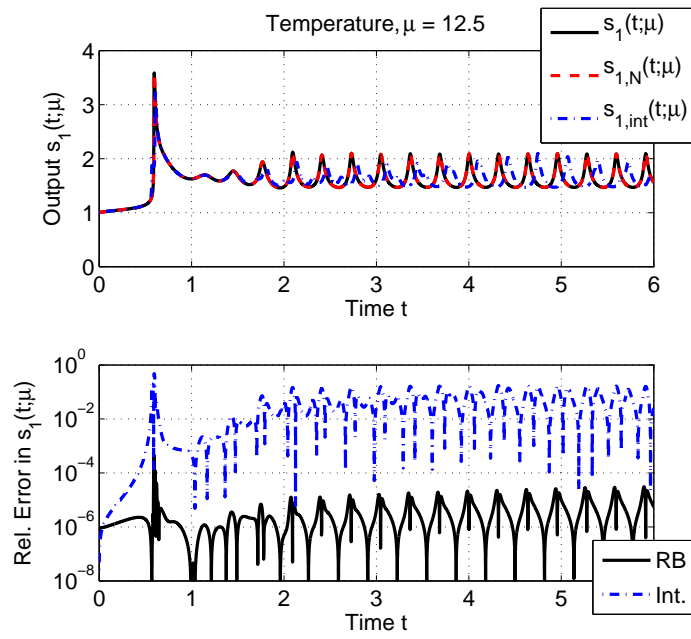 Temperature, μ = 12.5
s₁(t;μ)
s₁,N(t;μ)
s₁,int(t;μ)
Output s₁(t;μ)
4
3
2
1
0
0 1 2 3 4 5 6
Time t
Rel. Error in s₁(t;μ)
10⁰
10⁻²
10⁻⁴
10⁻⁶
10⁻⁸
RB
Int.
0 1 2 3 4 5 6
Time t